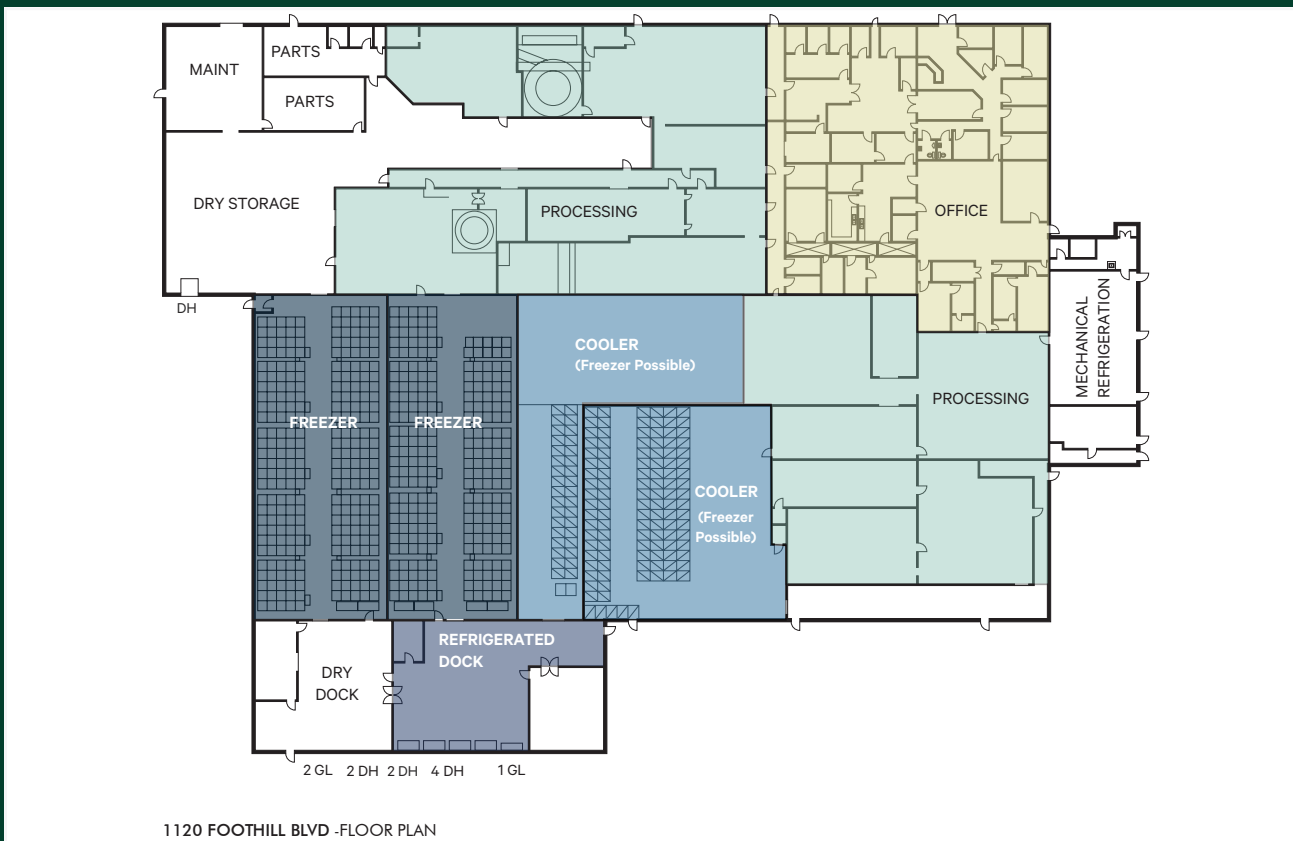 MAINT
PARTS
PARTS
DRY STORAGE
PROCESSING
OFFICE
DH
MECHANICAL
REFRIGERATION
COOLER
(Freezer Possible)
FREEZER
FREEZER
PROCESSING
COOLER
(Freezer
Possible)
REFRIGERATED
DOCK
DRY
DOCK
2 GL 2 DH 2 DH 4 DH 1 GL
1120 FOOTHILL BLVD -FLOOR PLAN